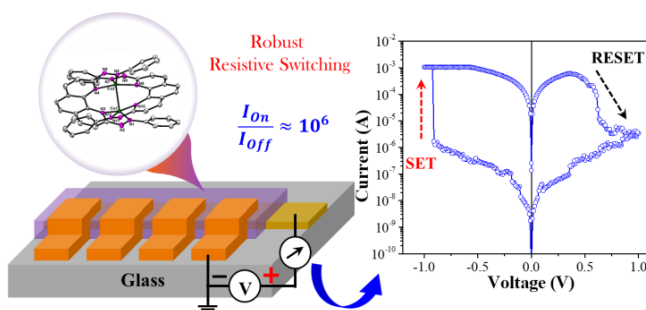 Robust
Resistive Switching
I_On
I_Off
≈ 10^6
Glass
−
V
+
Current (A)
10^-3
10^-4
10^-5
10^-6
10^-7
10^-8
10^-9
10^-10
SET
RESET
-1.0
-0.5
0.0
0.5
1.0
Voltage (V)